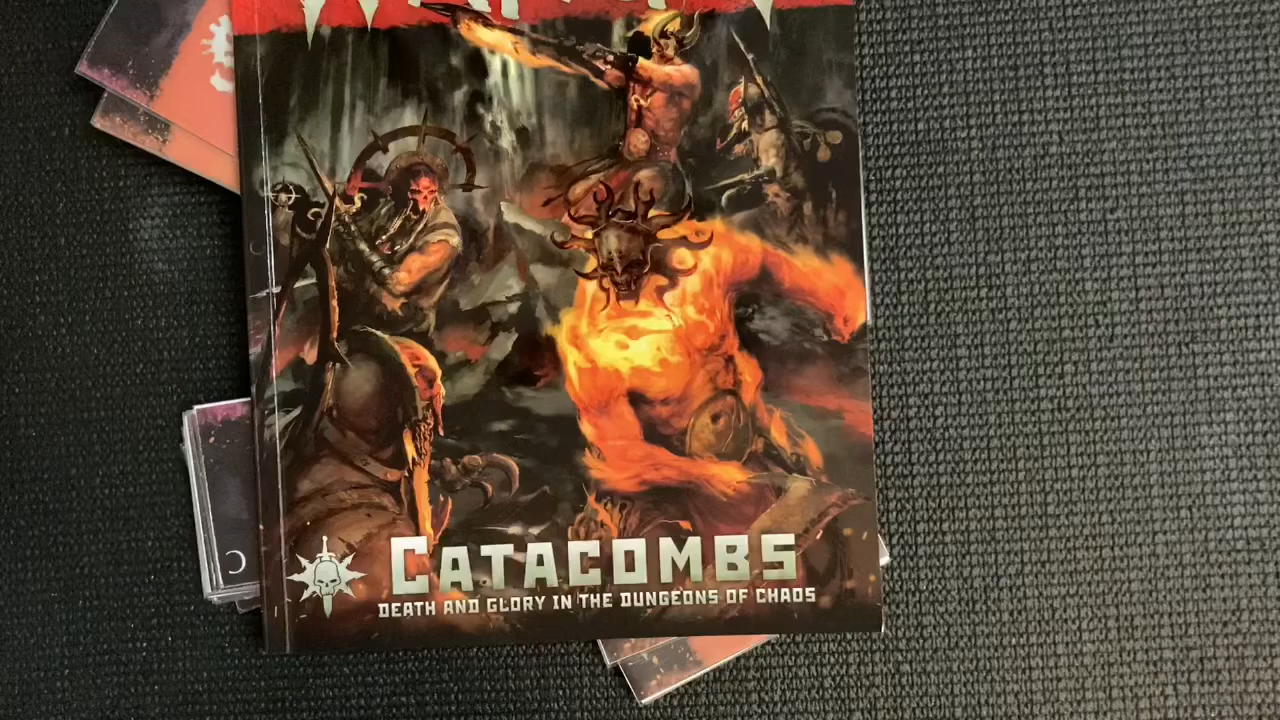 CATACOMBS
DEATH AND GLORY IN THE DUNGEONS OF CHAOS